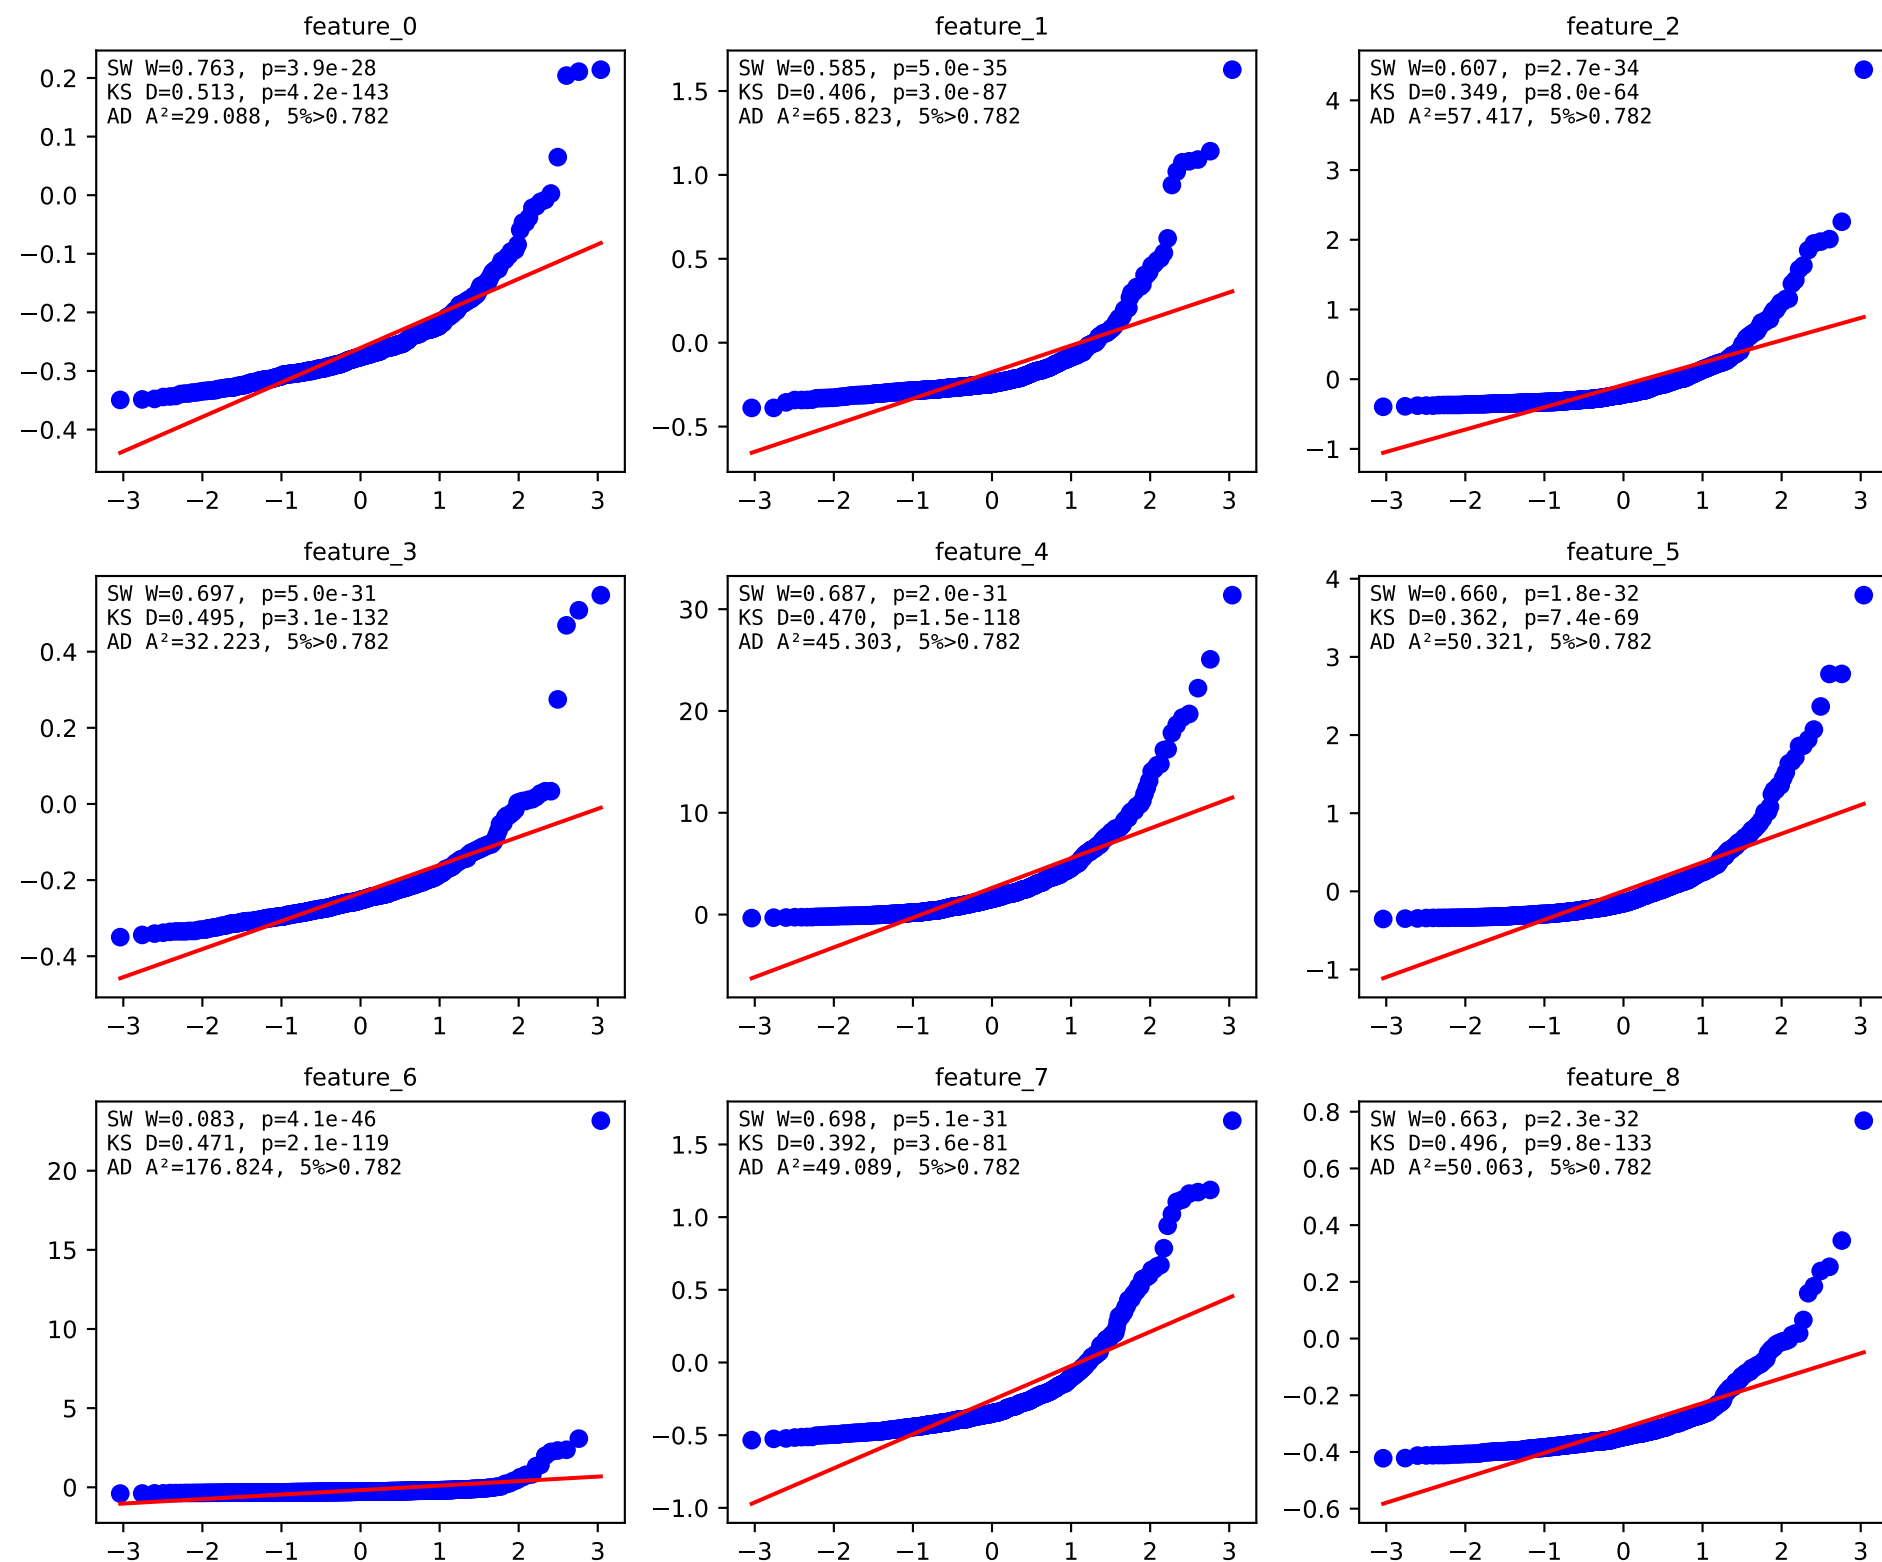 feature_0
SW W=0.763, p=3.9e-28
KS D=0.513, p=4.2e-143
AD A²=29.088, 5%>0.782
0.2
0.1
0.0
−0.1
−0.2
−0.3
−0.4
−3 −2 −1 0 1 2 3
feature_1
SW W=0.585, p=5.0e-35
KS D=0.406, p=3.0e-87
AD A²=65.823, 5%>0.782
1.5
1.0
0.5
0.0
−0.5
−3 −2 −1 0 1 2 3
feature_2
SW W=0.607, p=2.7e-34
KS D=0.349, p=8.0e-64
AD A²=57.417, 5%>0.782
4
3
2
1
0
−1
−3 −2 −1 0 1 2 3
feature_3
SW W=0.697, p=5.0e-31
KS D=0.495, p=3.1e-132
AD A²=32.223, 5%>0.782
0.4
0.2
0.0
−0.2
−0.4
−3 −2 −1 0 1 2 3
feature_4
SW W=0.687, p=2.0e-31
KS D=0.470, p=1.5e-118
AD A²=45.303, 5%>0.782
30
20
10
0
−3 −2 −1 0 1 2 3
feature_5
SW W=0.660, p=1.8e-32
KS D=0.362, p=7.4e-69
AD A²=50.321, 5%>0.782
4
3
2
1
0
−1
−3 −2 −1 0 1 2 3
feature_6
SW W=0.083, p=4.1e-46
KS D=0.471, p=2.1e-119
AD A²=176.824, 5%>0.782
20
15
10
5
0
−3 −2 −1 0 1 2 3
feature_7
SW W=0.698, p=5.1e-31
KS D=0.392, p=3.6e-81
AD A²=49.089, 5%>0.782
1.5
1.0
0.5
0.0
−0.5
−1.0
−3 −2 −1 0 1 2 3
feature_8
SW W=0.663, p=2.3e-32
KS D=0.496, p=9.8e-133
AD A²=50.063, 5%>0.782
0.8
0.6
0.4
0.2
0.0
−0.2
−0.4
−0.6
−3 −2 −1 0 1 2 3